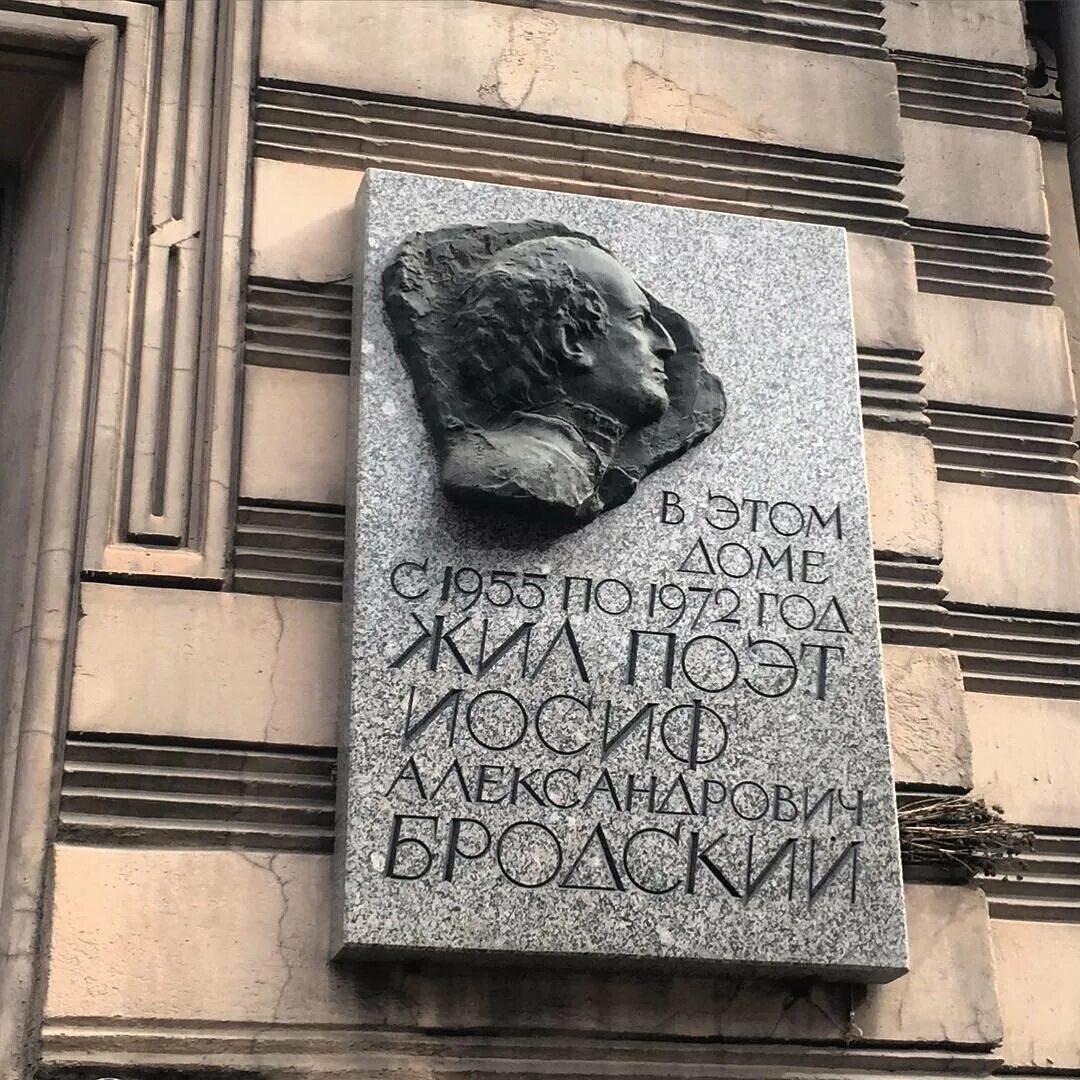 В ЭТОМ
ДОМЕ
С 1955 ПО 1972 ГОД
ЖИЛ ПОЭТ
ИОСИФ
АЛЕКСАНДРОВИЧ
БРОДСКИЙ